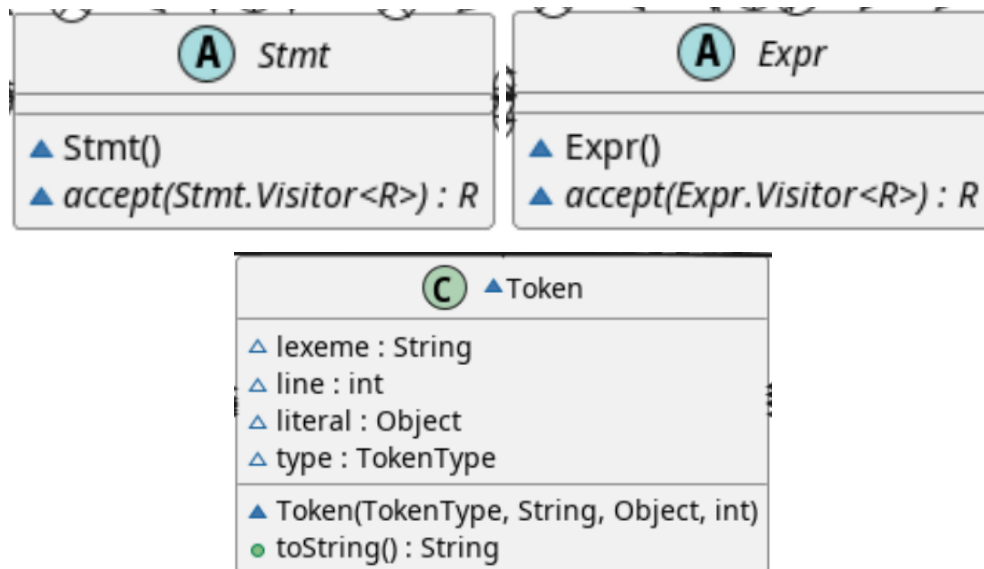 A Stmt
Stmt()
accept(Stmt.Visitor<R>) : R
A Expr
Expr()
accept(Expr.Visitor<R>) : R
C Token
lexeme : String
line : int
literal : Object
type : TokenType
Token(TokenType, String, Object, int)
toString() : String